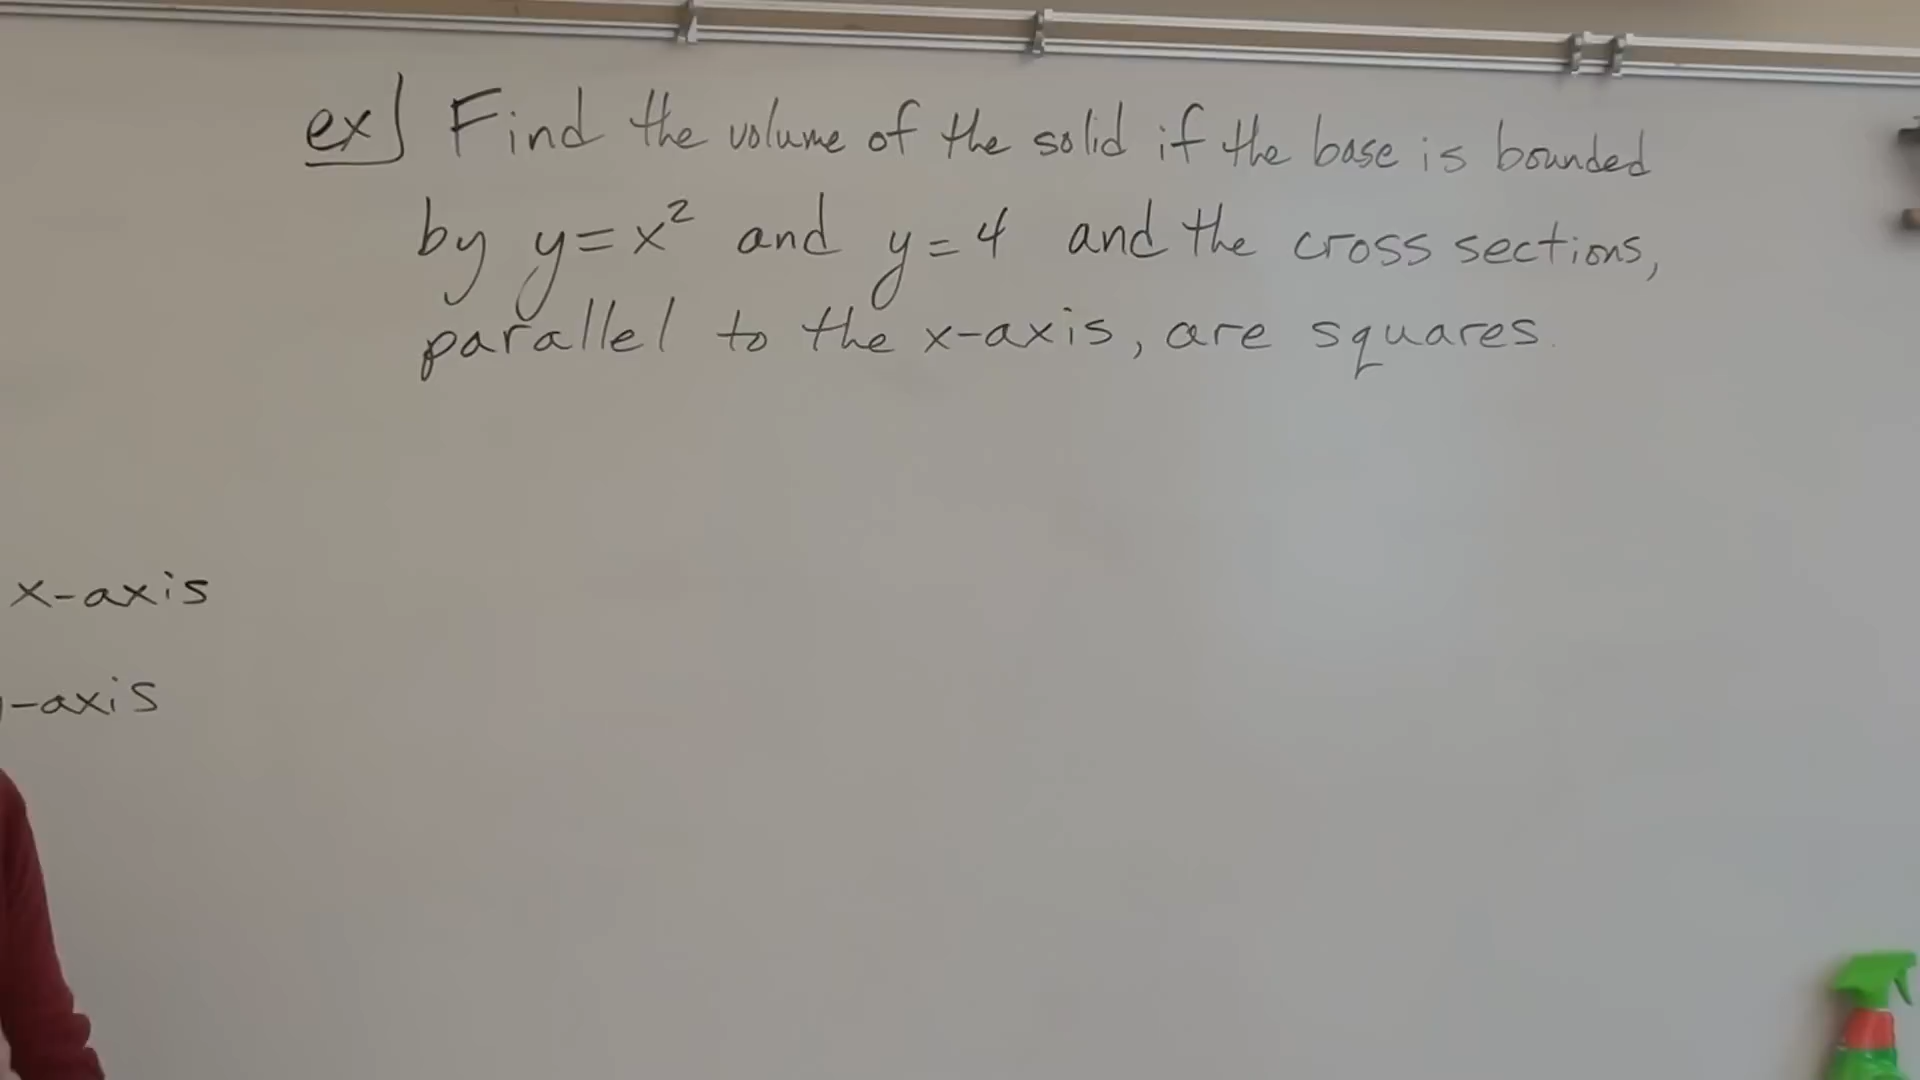 ex) Find the volume of the solid if the base is bounded
by y=x² and y=4 and the cross sections,
parallel to the x-axis, are squares.
x-axis
-axis